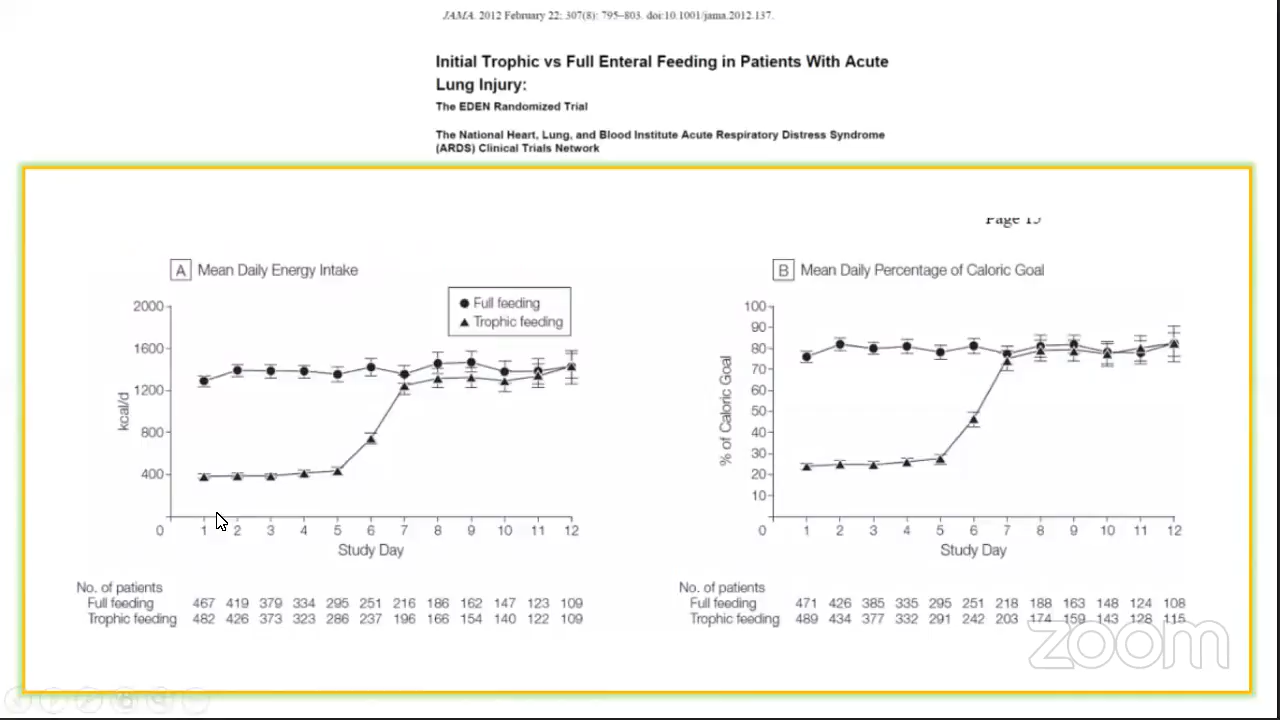 JAMA. 2012 February 22; 307(8): 795–803. doi:10.1001/jama.2012.137.
Initial Trophic vs Full Enteral Feeding in Patients With Acute
Lung Injury:
The EDEN Randomized Trial
The National Heart, Lung, and Blood Institute Acute Respiratory Distress Syndrome
(ARDS) Clinical Trials Network
Page 15
A Mean Daily Energy Intake
Full feeding
Trophic feeding
2000
1600
1200
800
400
0
kcal/d
1 2 3 4 5 6 7 8 9 10 11 12
Study Day
No. of patients
Full feeding 467 419 379 334 295 251 216 186 162 147 123 109
Trophic feeding 482 426 373 323 286 237 196 166 154 140 122 109
B Mean Daily Percentage of Caloric Goal
100
90
80
70
60
50
40
30
20
10
0
% of Caloric Goal
1 2 3 4 5 6 7 8 9 10 11 12
Study Day
No. of patients
Full feeding 471 426 385 335 295 251 218 188 163 148 124 108
Trophic feeding 489 434 377 332 291 242 203 174 159 143 128 115
zoom